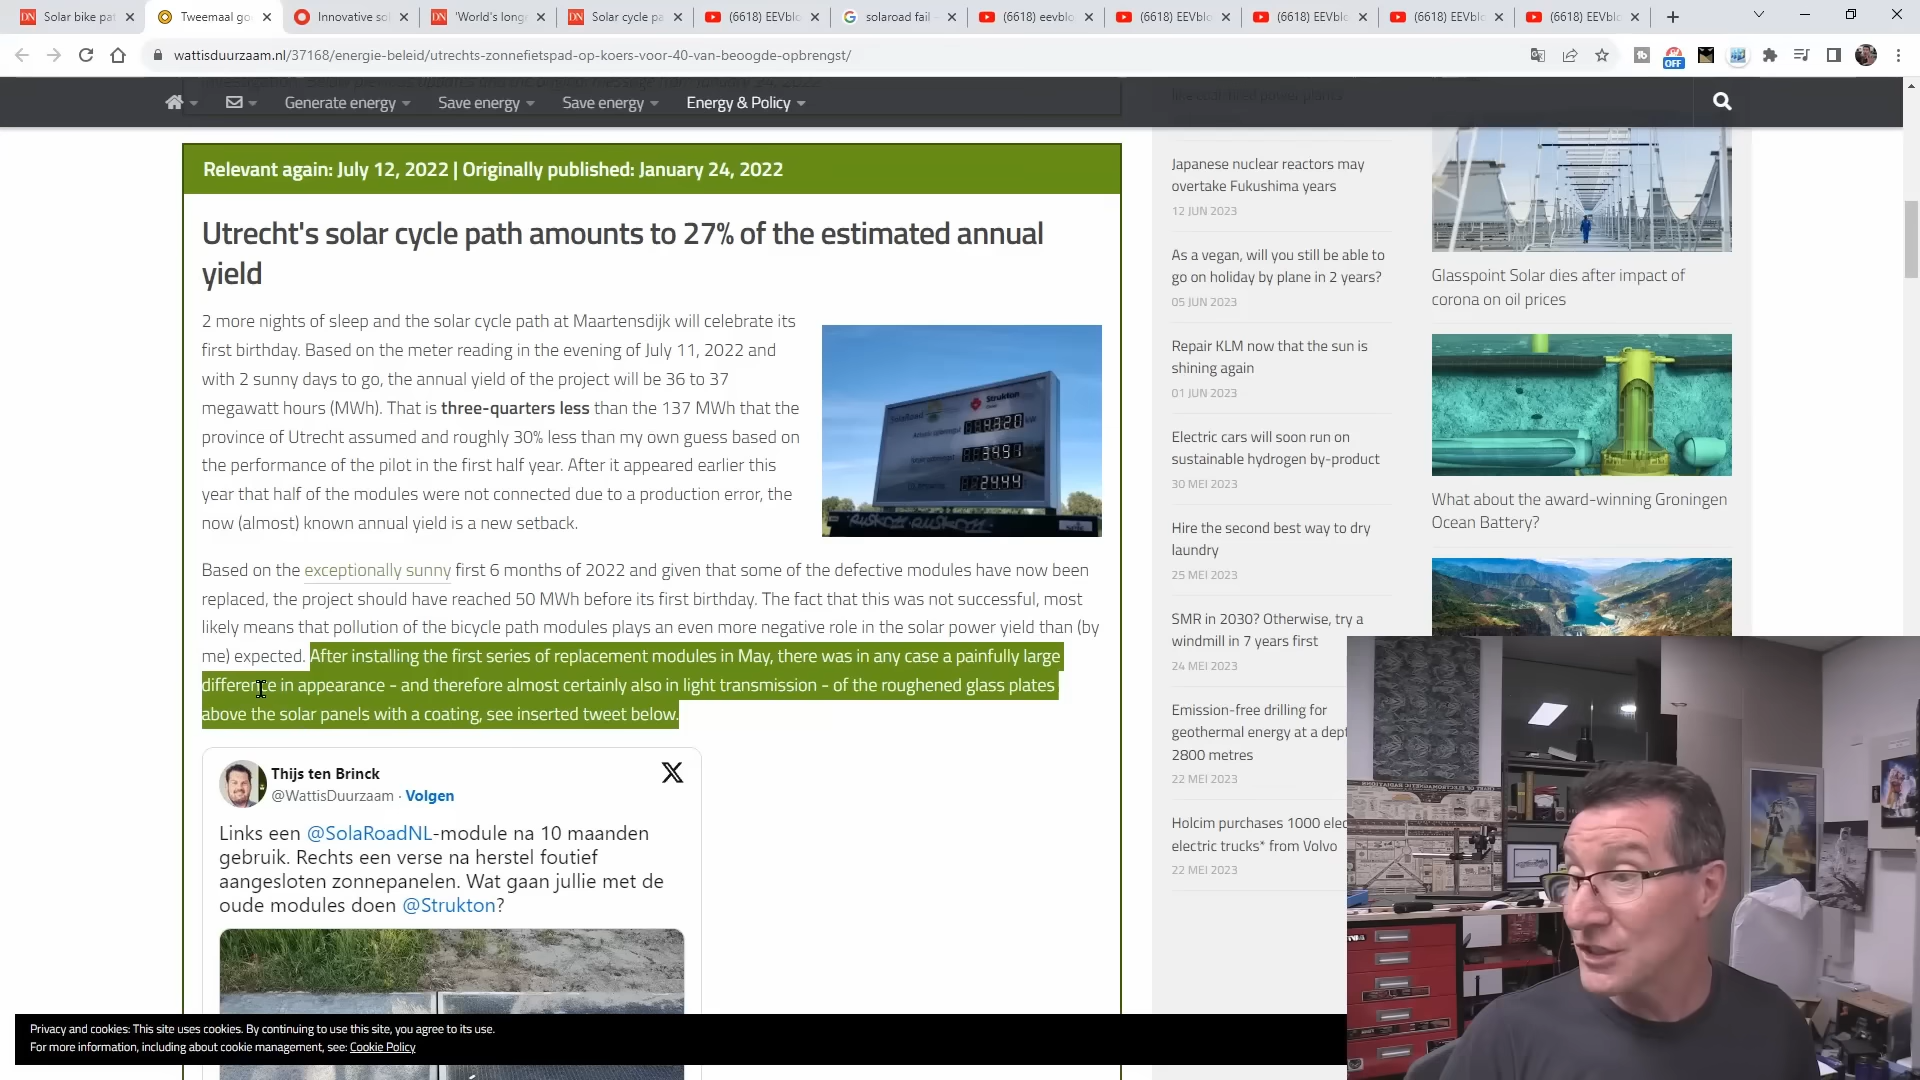 Solar bike pat
Tweemaal go
Innovative so
'World's long
Solar cycle pa
(6618) EEVblo
solaroad fail
(6618) eevblo
(6618) EEVblo
(6618) EEVblo
(6618) EEVblo
(6618) EEVblo
wattisduurzaam.nl/37168/energie-beleid/utrechts-zonnefietspad-op-koers-voor-40-van-beoogde-opbrengst/
OFF
Generate energy
Save energy
Save energy
Energy & Policy
Relevant again: July 12, 2022 | Originally published: January 24, 2022
Utrecht's solar cycle path amounts to 27% of the estimated annual
yield
2 more nights of sleep and the solar cycle path at Maartensdijk will celebrate its
first birthday. Based on the meter reading in the evening of July 11, 2022 and
with 2 sunny days to go, the annual yield of the project will be 36 to 37
megawatt hours (MWh). That is three-quarters less than the 137 MWh that the
province of Utrecht assumed and roughly 30% less than my own guess based on
the performance of the pilot in the first half year. After it appeared earlier this
year that half of the modules were not connected due to a production error, the
now (almost) known annual yield is a new setback.
Strukton
Based on the exceptionally sunny first 6 months of 2022 and given that some of the defective modules have now been
replaced, the project should have reached 50 MWh before its first birthday. The fact that this was not successful, most
likely means that pollution of the bicycle path modules plays an even more negative role in the solar power yield than (by
me) expected. After installing the first series of replacement modules in May, there was in any case a painfully large
difference in appearance - and therefore almost certainly also in light transmission - of the roughened glass plates
above the solar panels with a coating, see inserted tweet below.
Thijs ten Brinck
@WattisDuurzaam · Volgen
Links een @SolaRoadNL-module na 10 maanden
gebruik. Rechts een verse na herstel foutief
aangesloten zonnepanelen. Wat gaan jullie met de
oude modules doen @Strukton?
Japanese nuclear reactors may
overtake Fukushima years
12 JUN 2023
As a vegan, will you still be able to
go on holiday by plane in 2 years?
05 JUN 2023
Repair KLM now that the sun is
shining again
01 JUN 2023
Electric cars will soon run on
sustainable hydrogen by-product
30 MEI 2023
Hire the second best way to dry
laundry
25 MEI 2023
SMR in 2030? Otherwise, try a
windmill in 7 years first
24 MEI 2023
Emission-free drilling for
geothermal energy at a dept
2800 metres
22 MEI 2023
Holcim purchases 1000 elec
electric trucks* from Volvo
22 MEI 2023
Glasspoint Solar dies after impact of
corona on oil prices
What about the award-winning Groningen
Ocean Battery?
Privacy and cookies: This site uses cookies. By continuing to use this site, you agree to its use.
For more information, including about cookie management, see: Cookie Policy